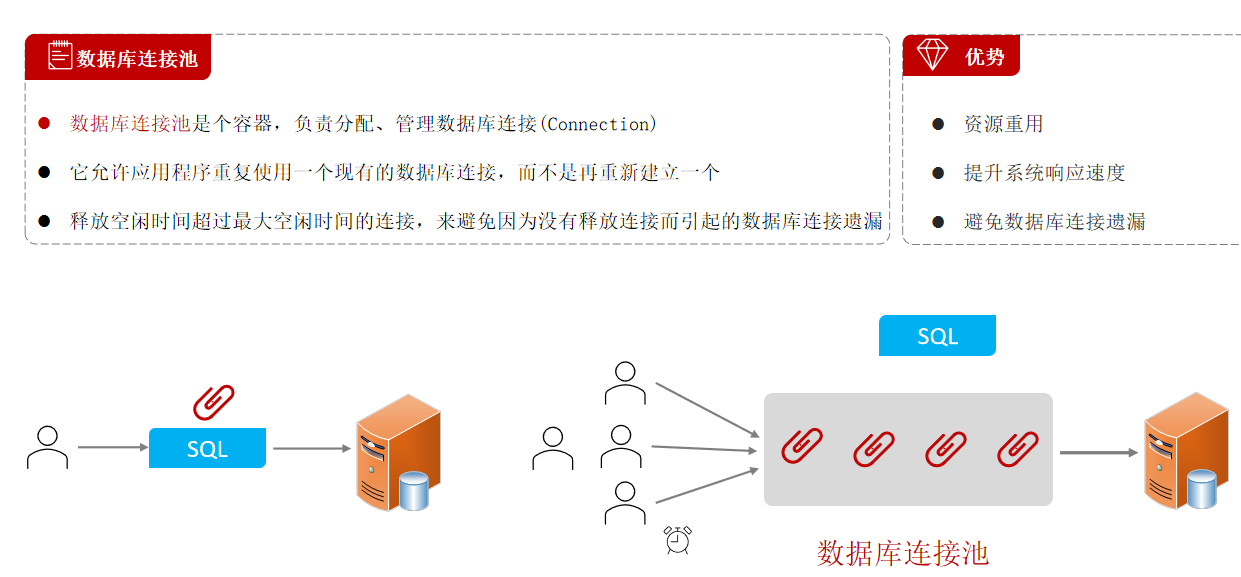 数据库连接池
数据库连接池是个容器，负责分配、管理数据库连接(Connection)
它允许应用程序重复使用一个现有的数据库连接，而不是再重新建立一个
释放空闲时间超过最大空闲时间的连接，来避免因为没有释放连接而引起的数据库连接遗漏
优势
资源重用
提升系统响应速度
避免数据库连接遗漏
SQL
SQL
数据库连接池